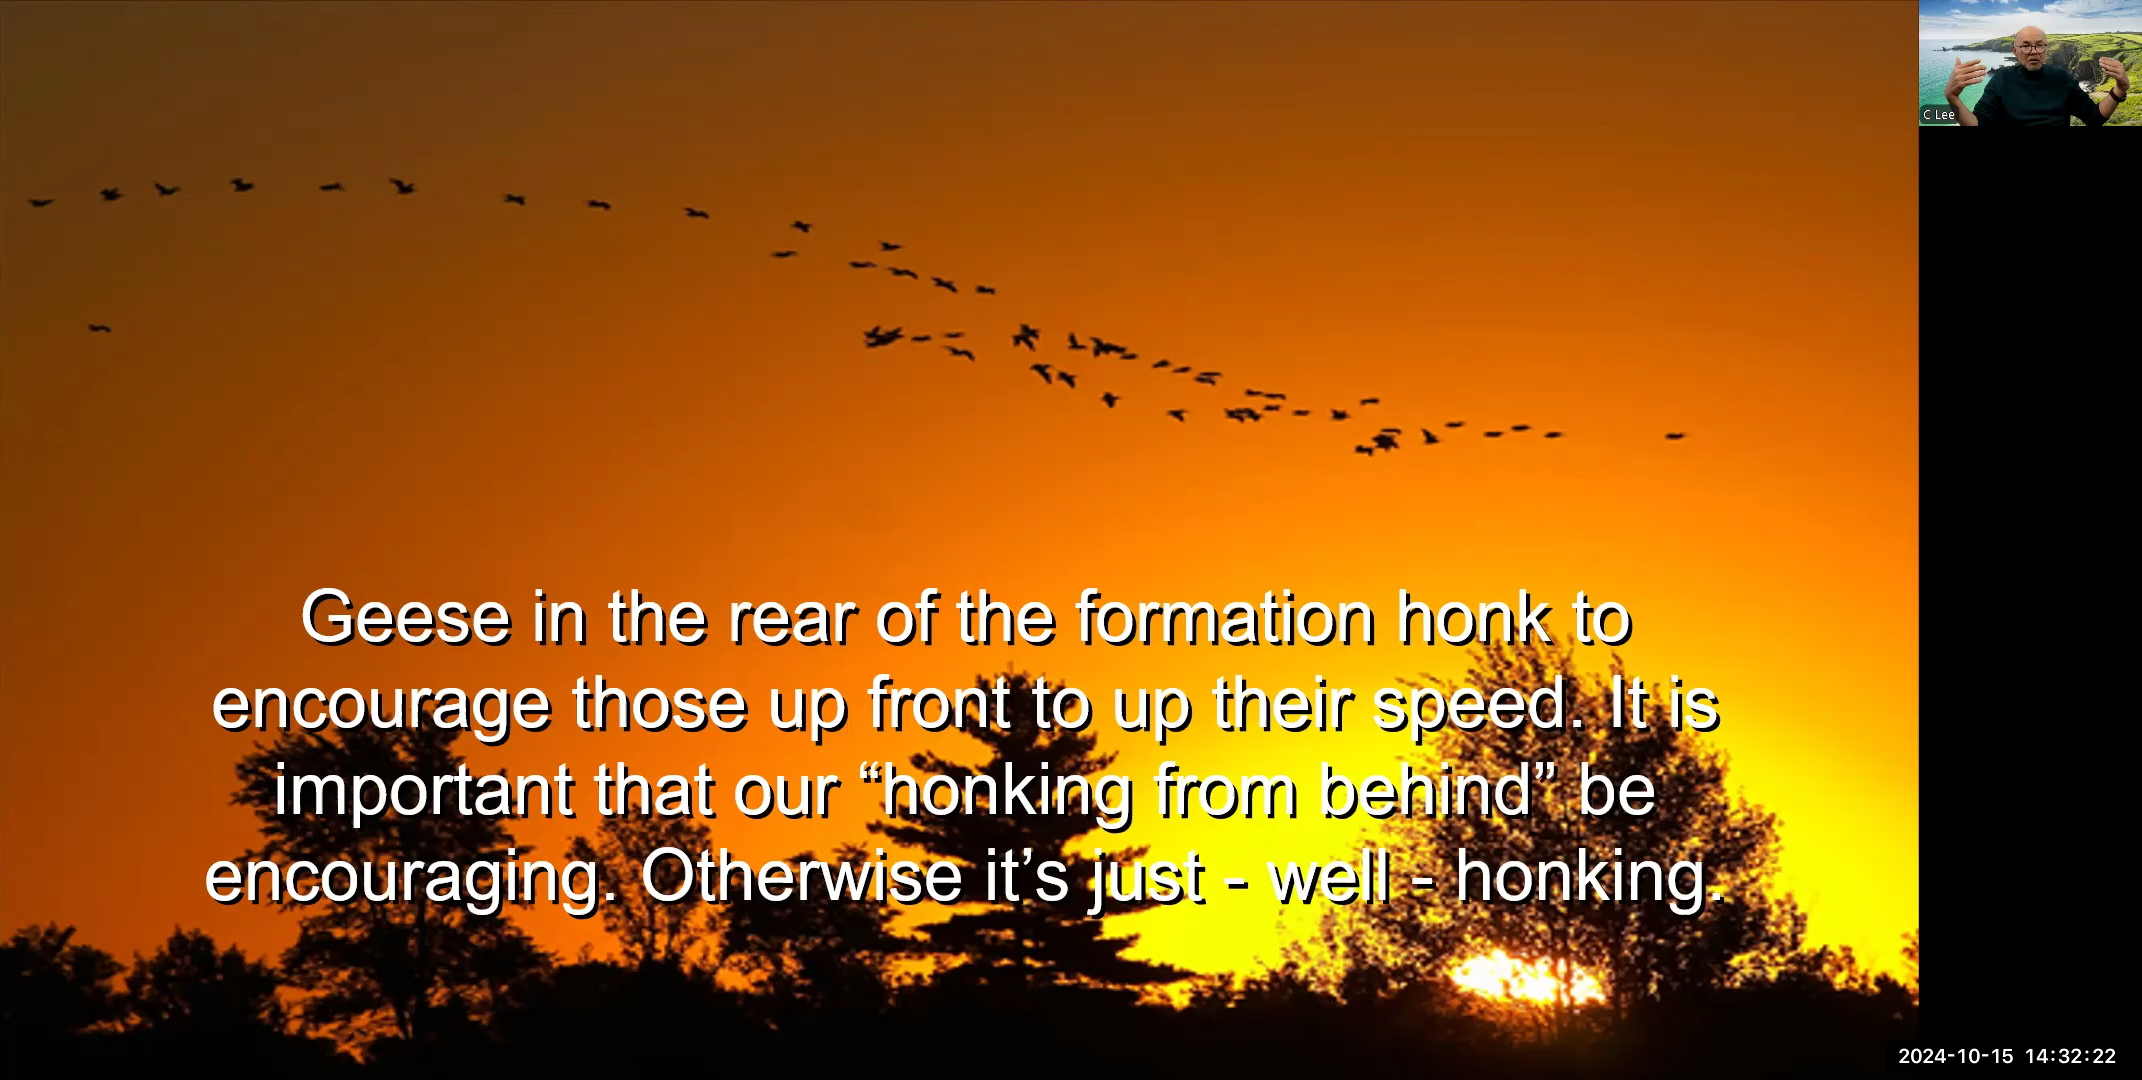 C Lee
Geese in the rear of the formation honk to
encourage those up front to up their speed. It is
important that our “honking from behind” be
encouraging. Otherwise it’s just - well - honking.
2024-10-15 14:32:22